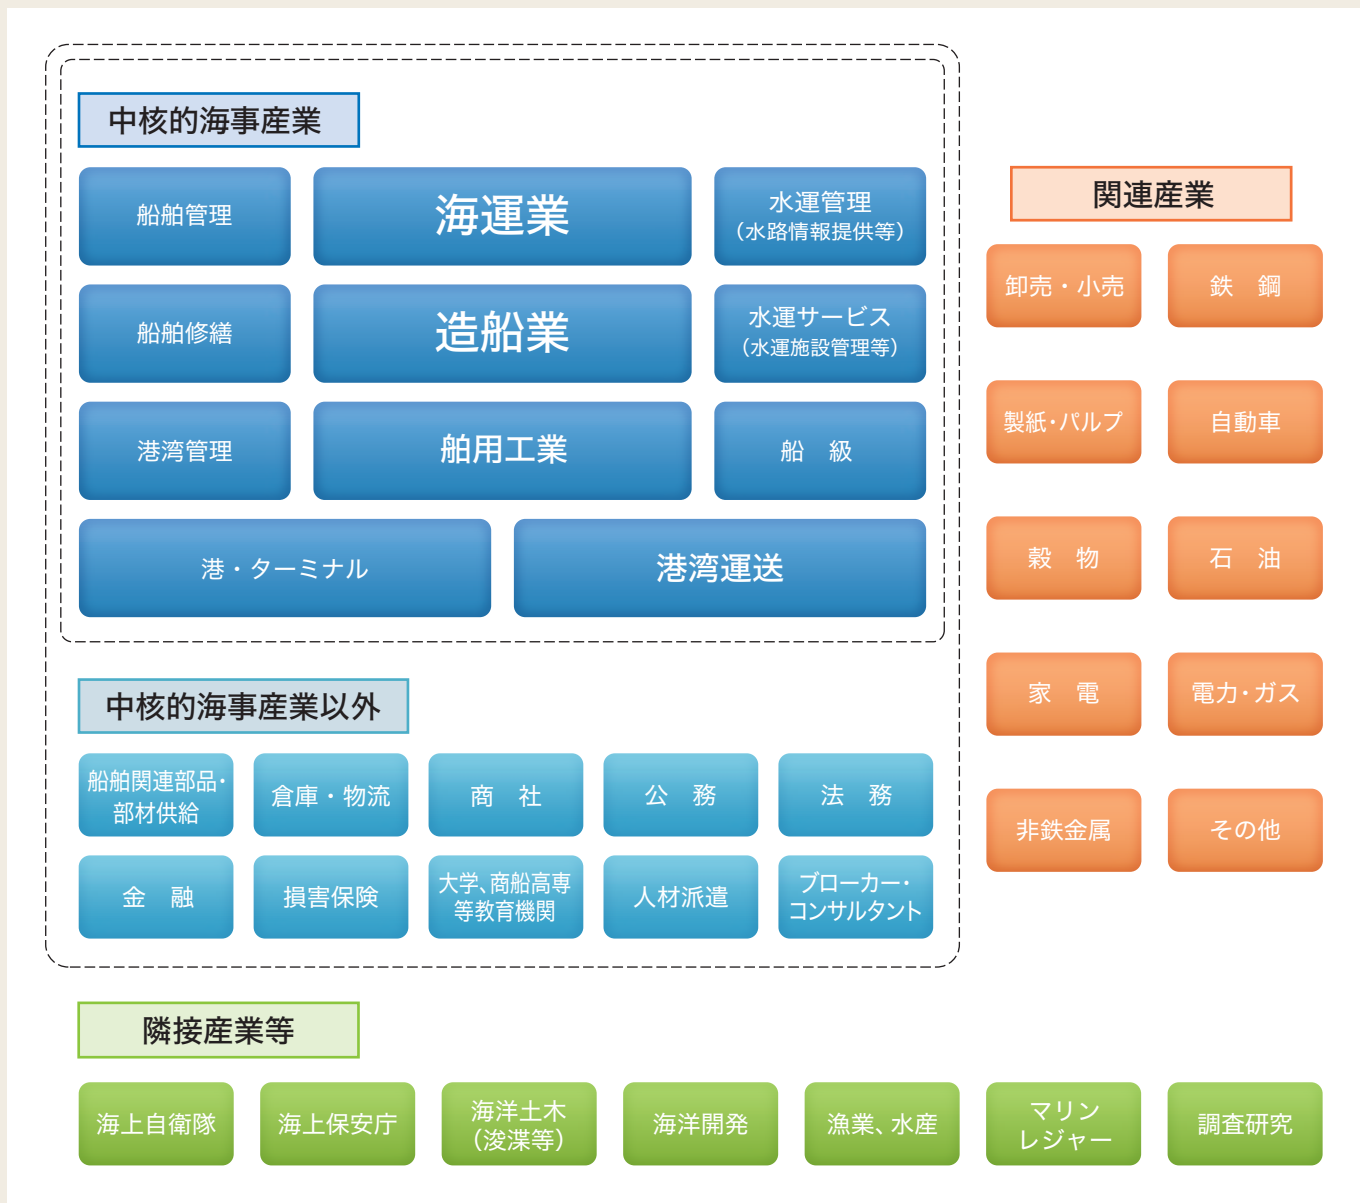 中核的海事産業
船舶管理
海運業
水運管理
（水路情報提供等）
船舶修繕
造船業
水運サービス
（水運施設管理等）
港湾管理
舶用工業
船　級
港・ターミナル
港湾運送
中核的海事産業以外
船舶関連部品・
部材供給
倉庫・物流
商　社
公　務
法　務
金　融
損害保険
大学、商船高専
等教育機関
人材派遣
ブローカー・
コンサルタント
関連産業
卸売・小売
鉄　鋼
製紙・パルプ
自動車
穀　物
石　油
家　電
電力・ガス
非鉄金属
その他
隣接産業等
海上自衛隊
海上保安庁
海洋土木
（浚渫等）
海洋開発
漁業、水産
マリン
レジャー
調査研究